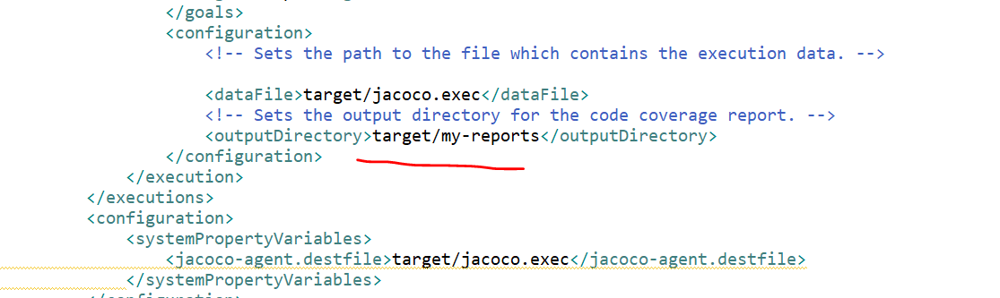 </goals>
<configuration>
<!-- Sets the path to the file which contains the execution data. -->
<dataFile>target/jacoco.exec</dataFile>
<!-- Sets the output directory for the code coverage report. -->
<outputDirectory>target/my-reports</outputDirectory>
</configuration>
</execution>
</executions>
<configuration>
<systemPropertyVariables>
<jacoco-agent.destfile>target/jacoco.exec</jacoco-agent.destfile>
</systemPropertyVariables>